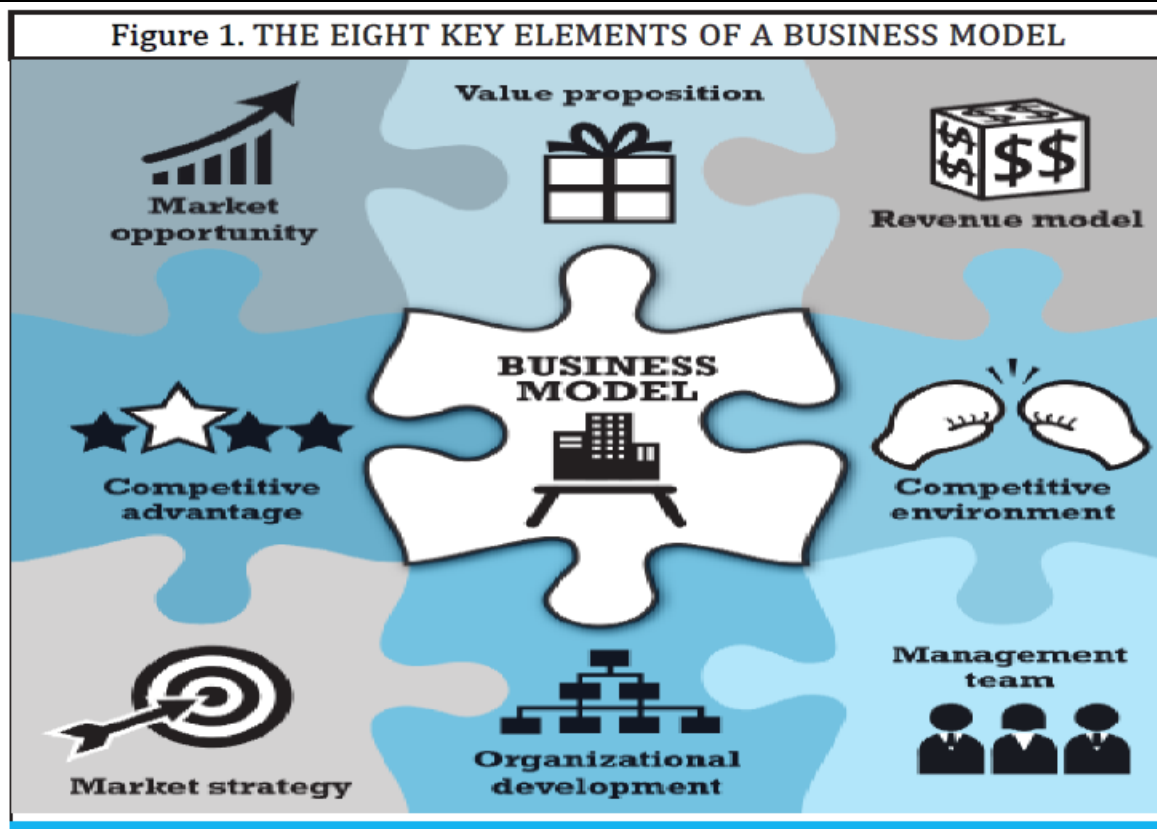 Figure 1. THE EIGHT KEY ELEMENTS OF A BUSINESS MODEL
Market
opportunity
Value proposition
$$
$$
$$
$$
Revenue model
Competitive
advantage
BUSINESS
MODEL
Competitive
environment
Market strategy
Organizational
development
Management
team